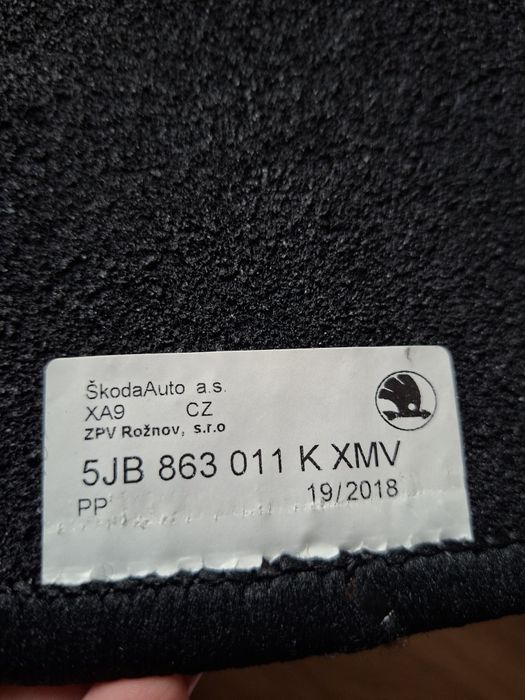 ŠkodaAuto a.s.
XA9 CZ
ZPV Rožnov, s.r.o
5JB 863 011 K XMV
PP 19/2018